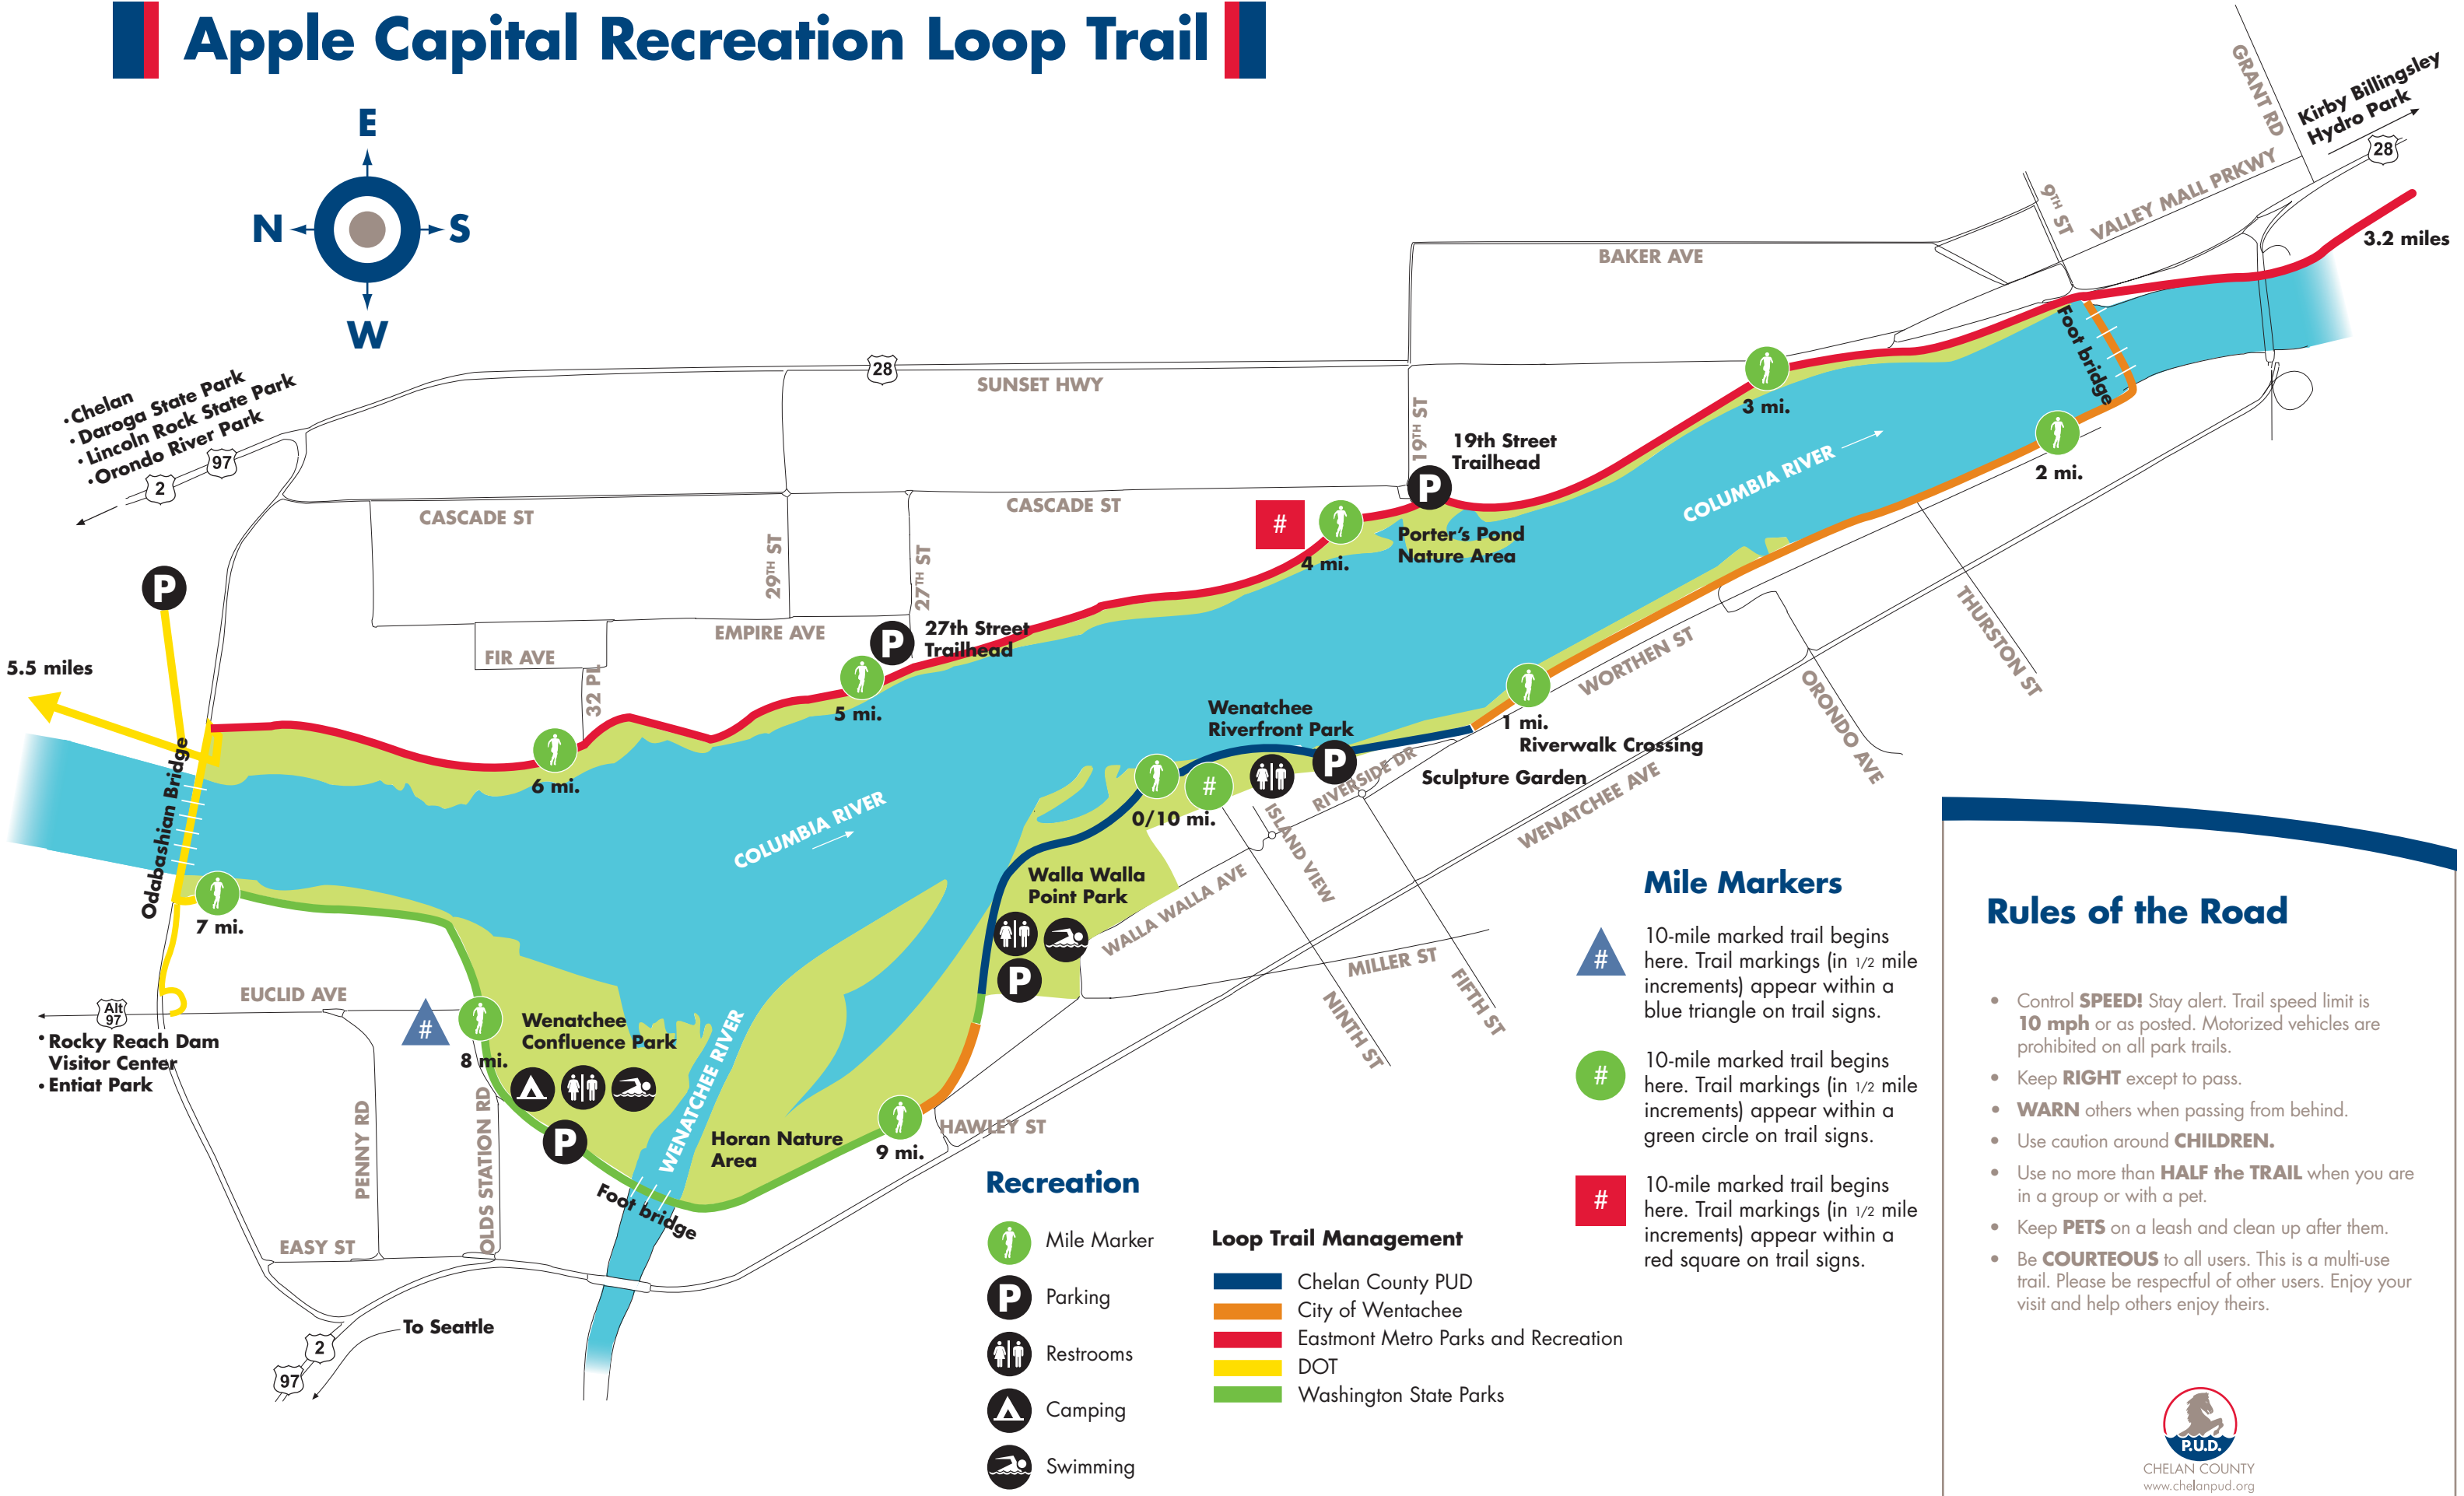 Apple Capital Recreation Loop Trail
E
N
S
W
GRANT RD
Kirby Billingsley
Hydro Park
28
VALLEY MALL PRKWY
9TH ST
3.2 miles
BAKER AVE
Foot bridge
28
SUNSET HWY
• Chelan
• Daroga State Park
• Lincoln Rock State Park
• Orondo River Park
97
2
3 mi.
19TH ST
19th Street
Trailhead
P
COLUMBIA RIVER
2 mi.
CASCADE ST
CASCADE ST
#
4 mi.
Porter's Pond
Nature Area
29TH ST
27TH ST
P
EMPIRE AVE
P
27th Street
Trailhead
FIR AVE
32 PL
5.5 miles
5 mi.
THURSTON ST
WORTHEN ST
ORONDO AVE
Wenatchee
Riverfront Park
1 mi.
Riverwalk Crossing
Odabashian Bridge
6 mi.
#
P
RIVERSIDE DR
Sculpture Garden
0/10 mi.
ISLAND VIEW
WENATCHEE AVE
COLUMBIA RIVER
Walla Walla
Point Park
WALLA WALLA AVE
P
7 mi.
MILLER ST
FIFTH ST
NINTH ST
EUCLID AVE
Alt
97
#
• Rocky Reach Dam
Visitor Center
• Entiat Park
8 mi.
Wenatchee
Confluence Park
WENATCHEE RIVER
P
PENNY RD
OLDS STATION RD
Horan Nature
Area
9 mi.
HAWLEY ST
Foot bridge
EASY ST
To Seattle
2
97
Recreation
Mile Marker
P
Parking
Restrooms
Camping
Swimming
Loop Trail Management
Chelan County PUD
City of Wentachee
Eastmont Metro Parks and Recreation
DOT
Washington State Parks
Mile Markers
#
10-mile marked trail begins
here. Trail markings (in 1/2 mile
increments) appear within a
blue triangle on trail signs.
#
10-mile marked trail begins
here. Trail markings (in 1/2 mile
increments) appear within a
green circle on trail signs.
#
10-mile marked trail begins
here. Trail markings (in 1/2 mile
increments) appear within a
red square on trail signs.
Rules of the Road
• Control SPEED! Stay alert. Trail speed limit is
10 mph or as posted. Motorized vehicles are
prohibited on all park trails.
• Keep RIGHT except to pass.
• WARN others when passing from behind.
• Use caution around CHILDREN.
• Use no more than HALF the TRAIL when you are
in a group or with a pet.
• Keep PETS on a leash and clean up after them.
• Be COURTEOUS to all users. This is a multi-use
trail. Please be respectful of other users. Enjoy your
visit and help others enjoy theirs.
P.U.D.
CHELAN COUNTY
www.chelanpud.org